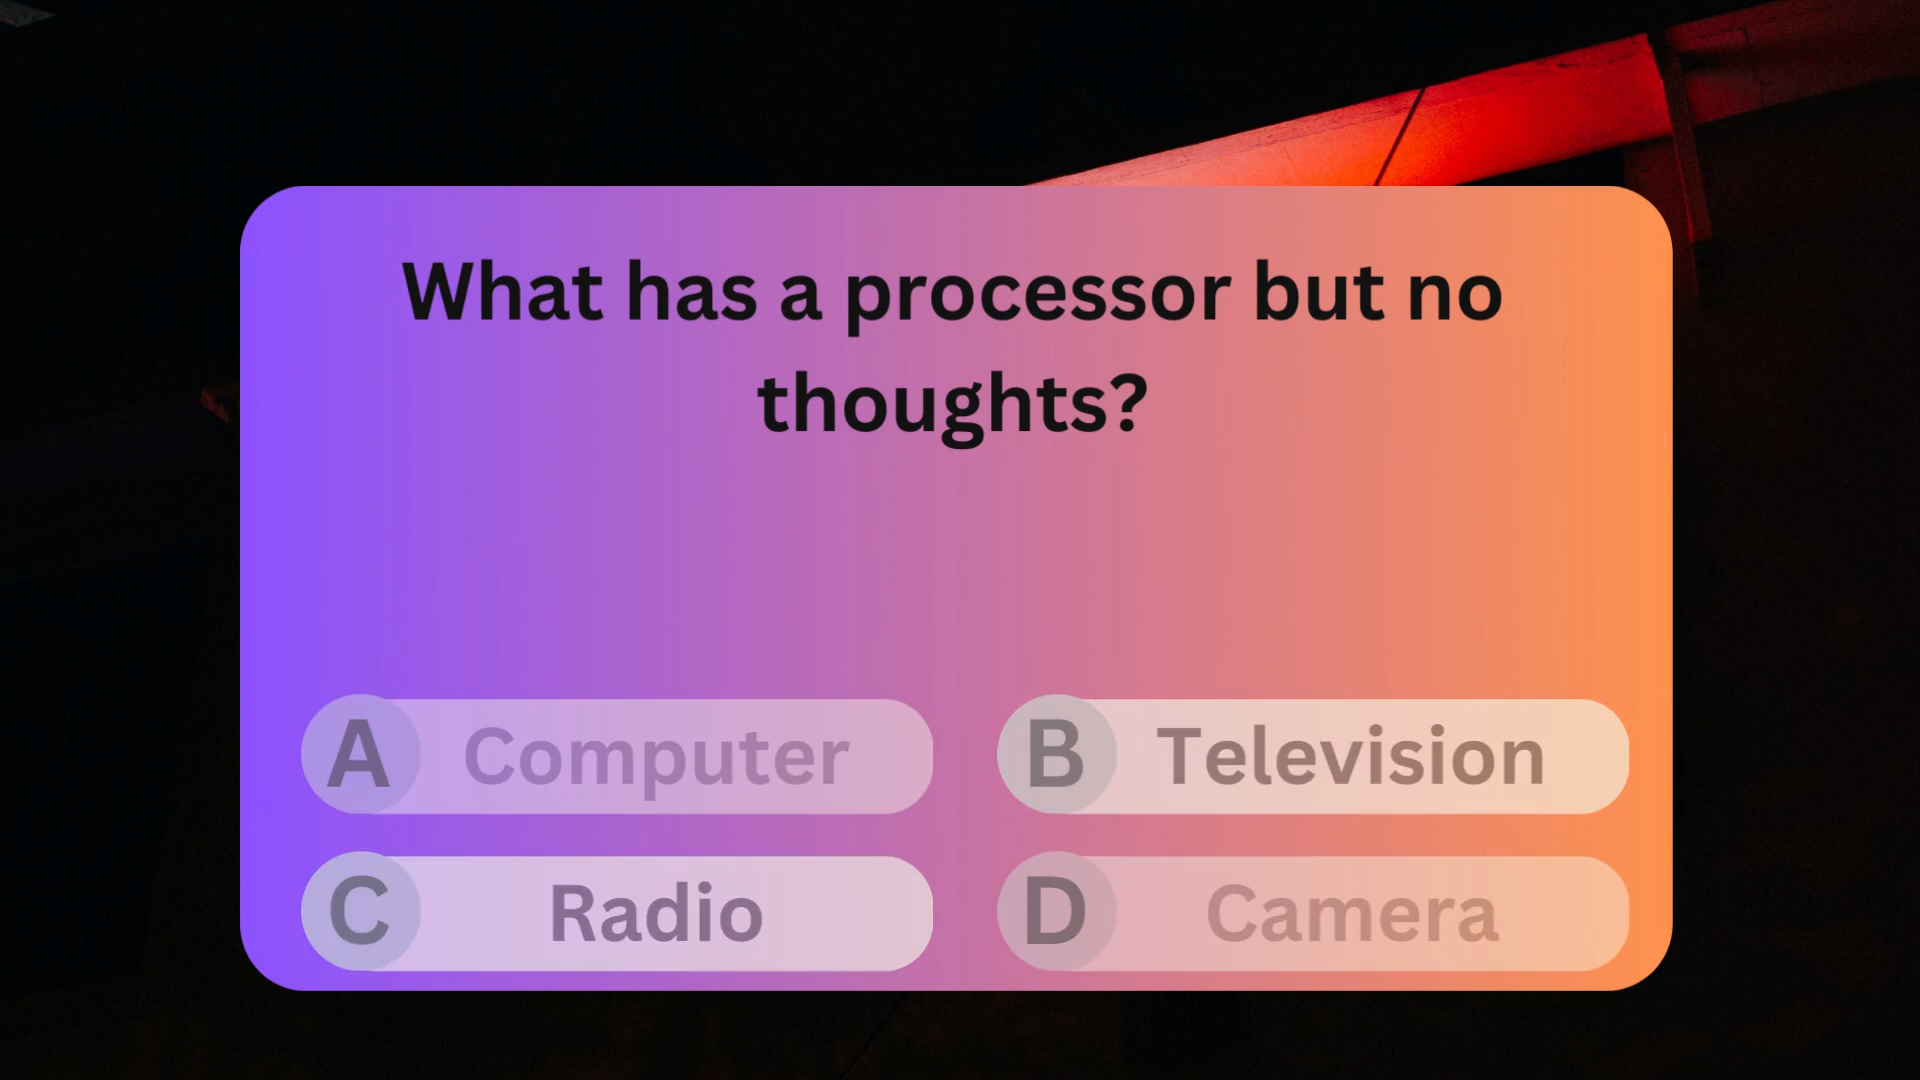 What has a processor but no
thoughts?
A Computer
B Television
C Radio
D Camera